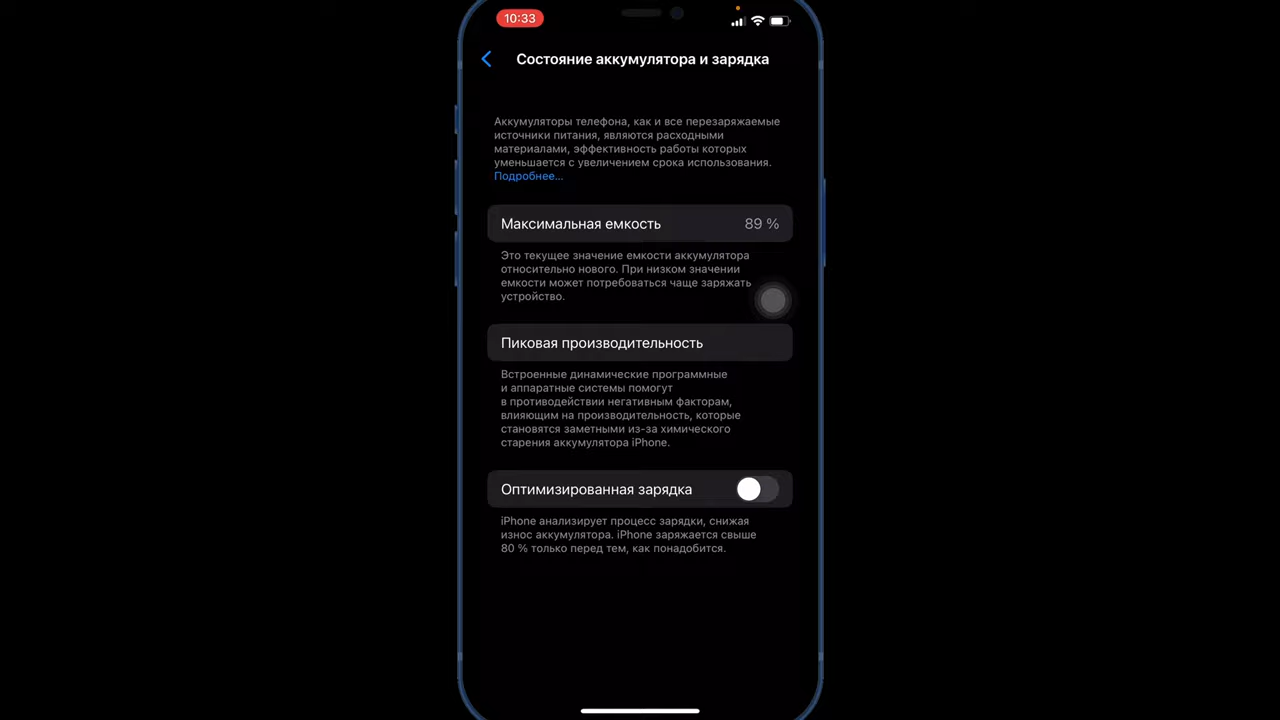 10:33
Состояние аккумулятора и зарядка
Аккумуляторы телефона, как и все перезаряжаемые
источники питания, являются расходными
материалами, эффективность работы которых
уменьшается с увеличением срока использования.
Подробнее...
Максимальная емкость 89 %
Это текущее значение емкости аккумулятора
относительно нового. При низком значении
емкости может потребоваться чаще заряжать
устройство.
Пиковая производительность
Встроенные динамические программные
и аппаратные системы помогут
в противодействии негативным факторам,
влияющим на производительность, которые
становятся заметными из-за химического
старения аккумулятора iPhone.
Оптимизированная зарядка
iPhone анализирует процесс зарядки, снижая
износ аккумулятора. iPhone заряжается свыше
80 % только перед тем, как понадобится.